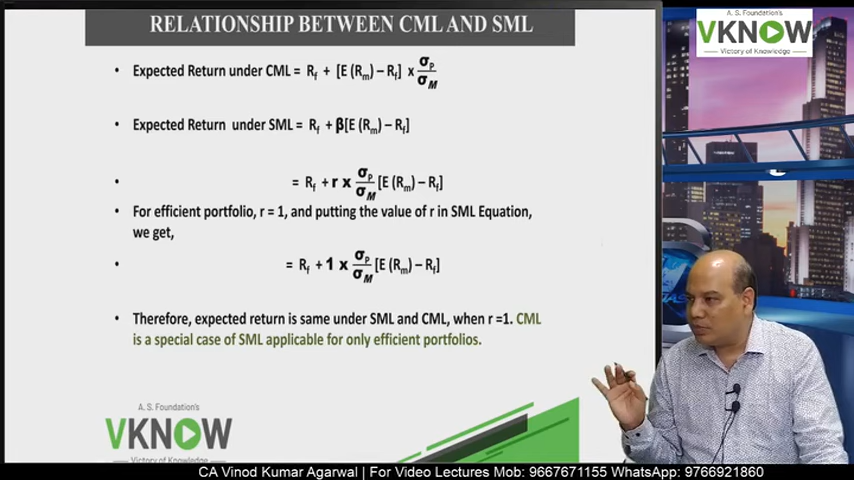 RELATIONSHIP BETWEEN CML AND SML
A. S. Foundation's
VKNOW
Victory of Knowledge
• Expected Return under CML = Rf + [E (Rm) – Rf] x σP/σM
• Expected Return under SML = Rf + β[E (Rm) – Rf]
• = Rf + r x σP/σM [E (Rm) – Rf]
• For efficient portfolio, r = 1, and putting the value of r in SML Equation,
we get,
• = Rf + 1 x σP/σM [E (Rm) – Rf]
• Therefore, expected return is same under SML and CML, when r =1. CML
is a special case of SML applicable for only efficient portfolios.
A. S. Foundation's
VKNOW
Victory of Knowledge
CA Vinod Kumar Agarwal | For Video Lectures Mob: 9667671155 WhatsApp: 9766921860